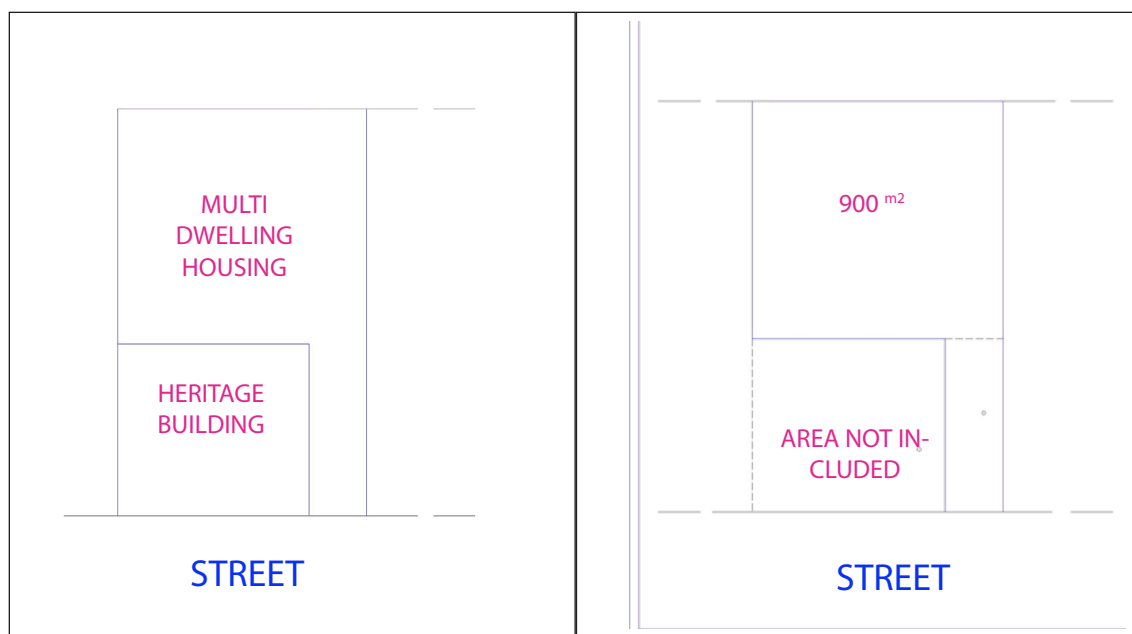 MULTI
DWELLING
HOUSING
HERITAGE
BUILDING
STREET
900 m2
AREA NOT IN-
CLUDED
STREET